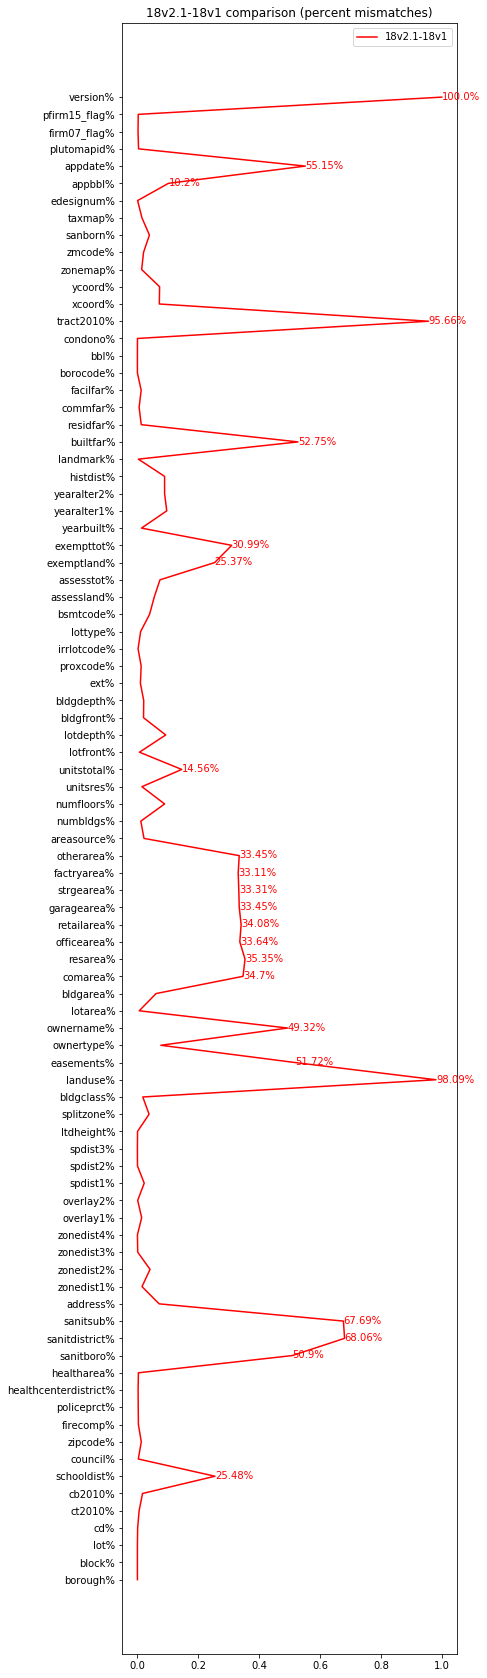 18v2.1-18v1 comparison (percent mismatches)
18v2.1-18v1
version% 100.0%
pfirm15_flag%
firm07_flag%
plutomapid%
appdate% 55.15%
appbbl% 10.2%
edesignum%
taxmap%
sanborn%
zmcode%
zonemap%
ycoord%
xcoord%
tract2010% 95.66%
condono%
bbl%
borocode%
facilfar%
commfar%
residfar%
builtfar% 52.75%
landmark%
histdist%
yearalter2%
yearalter1%
yearbuilt%
exempttot% 30.99%
exemptland% 25.37%
assesstot%
assessland%
bsmtcode%
lottype%
irrlotcode%
proxcode%
ext%
bldgdepth%
bldgfront%
lotdepth%
lotfront%
unitstotal% 14.56%
unitsres%
numfloors%
numbldgs%
areasource%
otherarea% 33.45%
factryarea% 33.11%
strgearea% 33.31%
garagearea% 33.45%
retailarea% 34.08%
officearea% 33.64%
resarea% 35.35%
comarea% 34.7%
bldgarea%
lotarea%
ownername% 49.32%
ownertype%
easements% 51.72%
landuse% 98.09%
bldgclass%
splitzone%
ltdheight%
spdist3%
spdist2%
spdist1%
overlay2%
overlay1%
zonedist4%
zonedist3%
zonedist2%
zonedist1%
address%
sanitsub% 67.69%
sanitdistrict% 68.06%
sanitboro% 50.9%
healtharea%
healthcenterdistrict%
policeprct%
firecomp%
zipcode%
council%
schooldist% 25.48%
cb2010%
ct2010%
cd%
lot%
block%
borough%
0.0 0.2 0.4 0.6 0.8 1.0